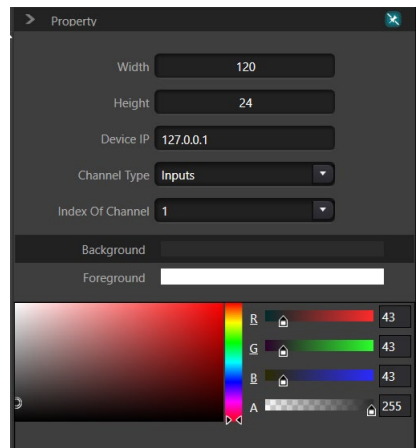 Property
Width 120
Height 24
Device IP 127.0.0.1
Channel Type Inputs
Index Of Channel 1
Background
Foreground
R 43
G 43
B 43
A 255